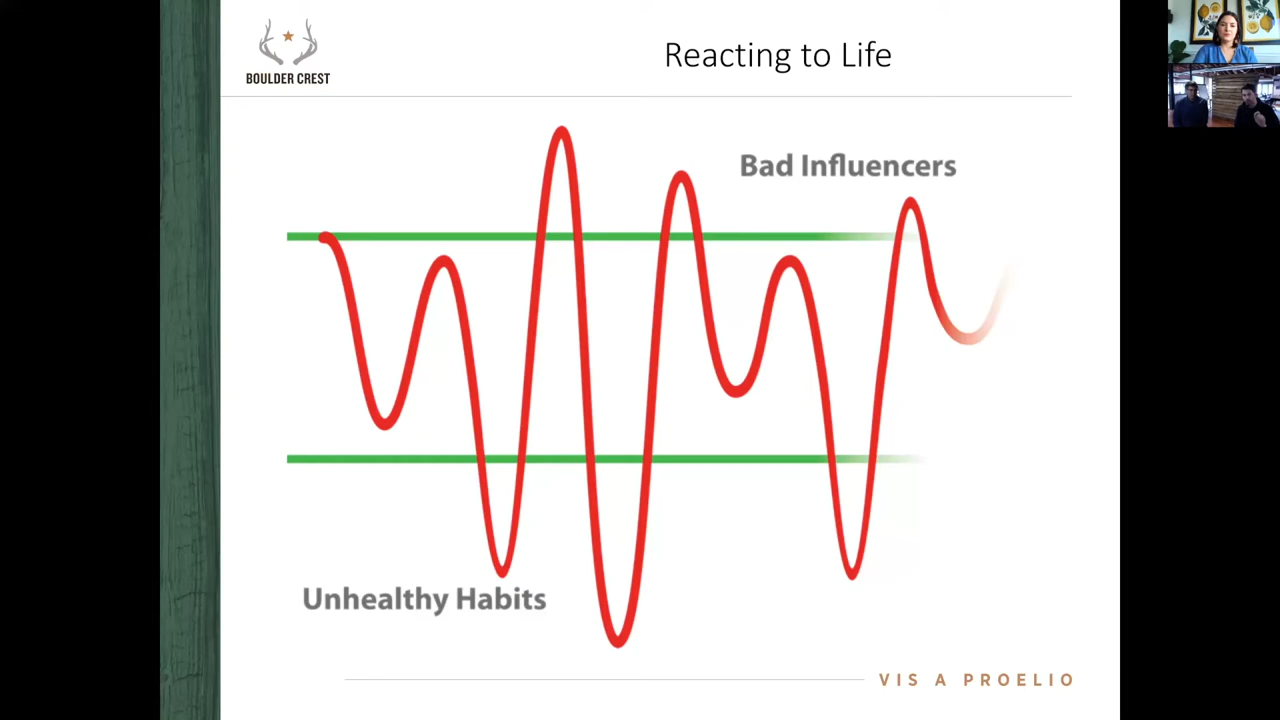 BOULDER CREST
Reacting to Life
Bad Influencers
Unhealthy Habits
VIS A PROELIO